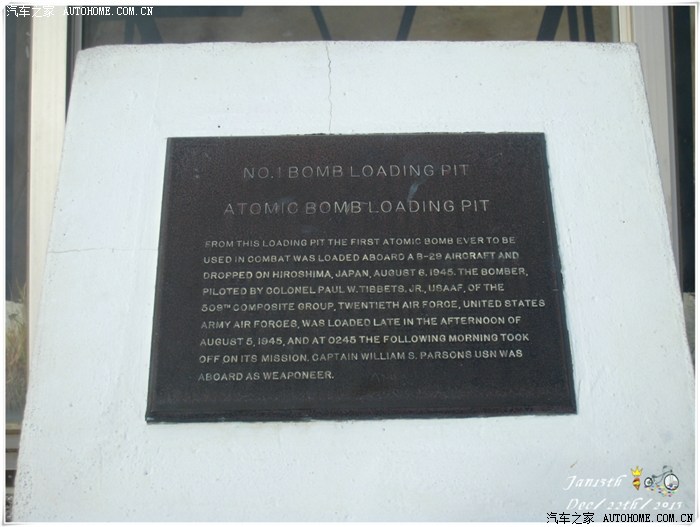 汽车之家 AUTOHOME.COM.CN
NO.1 BOMB LOADING PIT
ATOMIC BOMB LOADING PIT
FROM THIS LOADING PIT THE FIRST ATOMIC BOMB EVER TO BE
USED IN COMBAT WAS LOADED ABOARD A B-29 AIRCRAFT AND
DROPPED ON HIROSHIMA, JAPAN, AUGUST 6, 1945. THE BOMBER,
PILOTED BY COLONEL PAUL W. TIBBETS, JR., USAAF, OF THE
509TH COMPOSITE GROUP, TWENTIETH AIR FORCE, UNITED STATES
ARMY AIR FORCES, WAS LOADED LATE IN THE AFTERNOON OF
AUGUST 5, 1945, AND AT 0245 THE FOLLOWING MORNING TOOK
OFF ON ITS MISSION. CAPTAIN WILLIAM S. PARSONS USN WAS
ABOARD AS WEAPONEER.
Jan13th
Dec/22th/2013
汽车之家 AUTOHOME.COM.CN